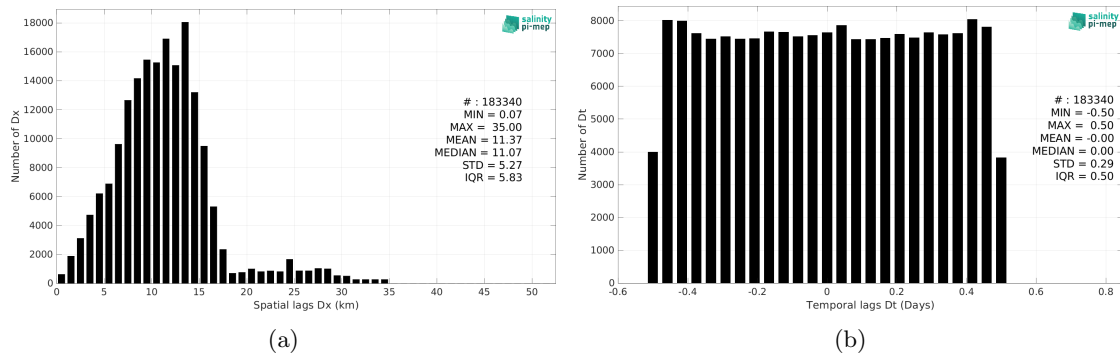 18000
16000
14000
12000
10000
8000
6000
4000
2000
0
Number of Dx
salinity
pi-mep
# : 183340
MIN = 0.07
MAX = 35.00
MEAN = 11.37
MEDIAN = 11.07
STD = 5.27
IQR = 5.83
0 5 10 15 20 25 30 35 40 45 50
Spatial lags Dx (km)
(a)
8000
7000
6000
5000
4000
3000
2000
1000
0
Number of Dt
salinity
pi-mep
# : 183340
MIN = -0.50
MAX = 0.50
MEAN = -0.00
MEDIAN = 0.00
STD = 0.29
IQR = 0.50
-0.6 -0.4 -0.2 0 0.2 0.4 0.6 0.8
Temporal lags Dt (Days)
(b)